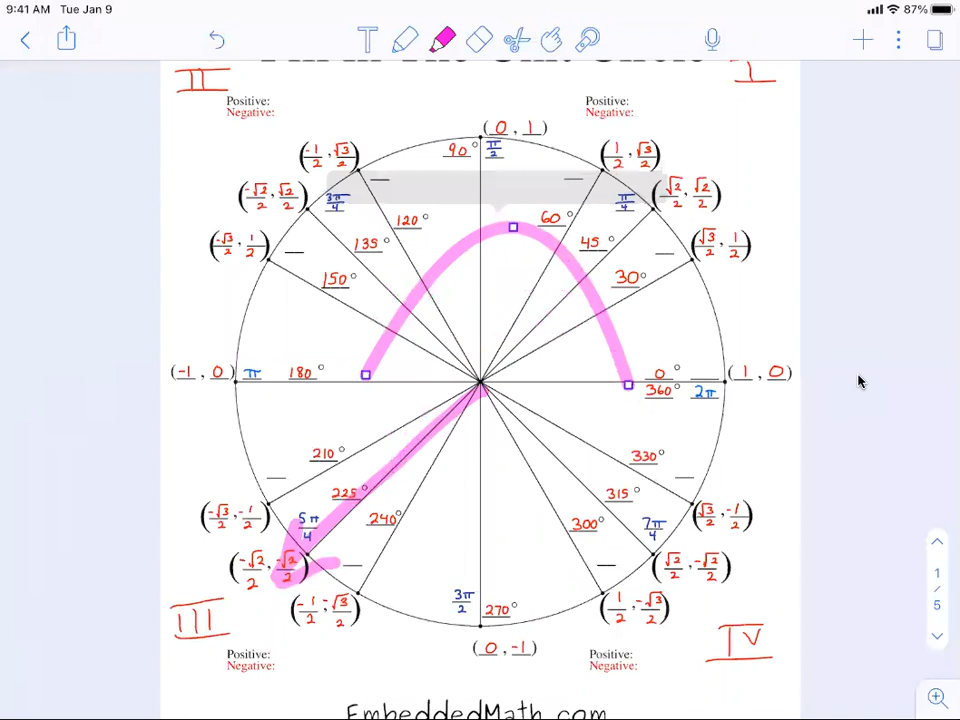 9:41 AM Tue Jan 9
87%
T
II
I
Positive:
Negative:
Positive:
Negative:
(0, 1)
90° π/2
(-1/2, √3/2)
(1/2, √3/2)
(-√2/2, √2/2)
3π/4
π/4
(√2/2, √2/2)
120°
60°
(-√3/2, 1/2)
135°
45°
(√3/2, 1/2)
150°
30°
(-1, 0) π 180°
0°
(1, 0)
360° 2π
210°
330°
225°
315°
(-√3/2, -1/2)
5π/4
240°
300°
7π/4
(√3/2, -1/2)
(-√2/2, -√2/2)
(√2/2, -√2/2)
(-1/2, -√3/2)
3π/2
270°
(1/2, -√3/2)
III
IV
(0, -1)
Positive:
Negative:
Positive:
Negative:
1
/
5
EmbeddedMath.com